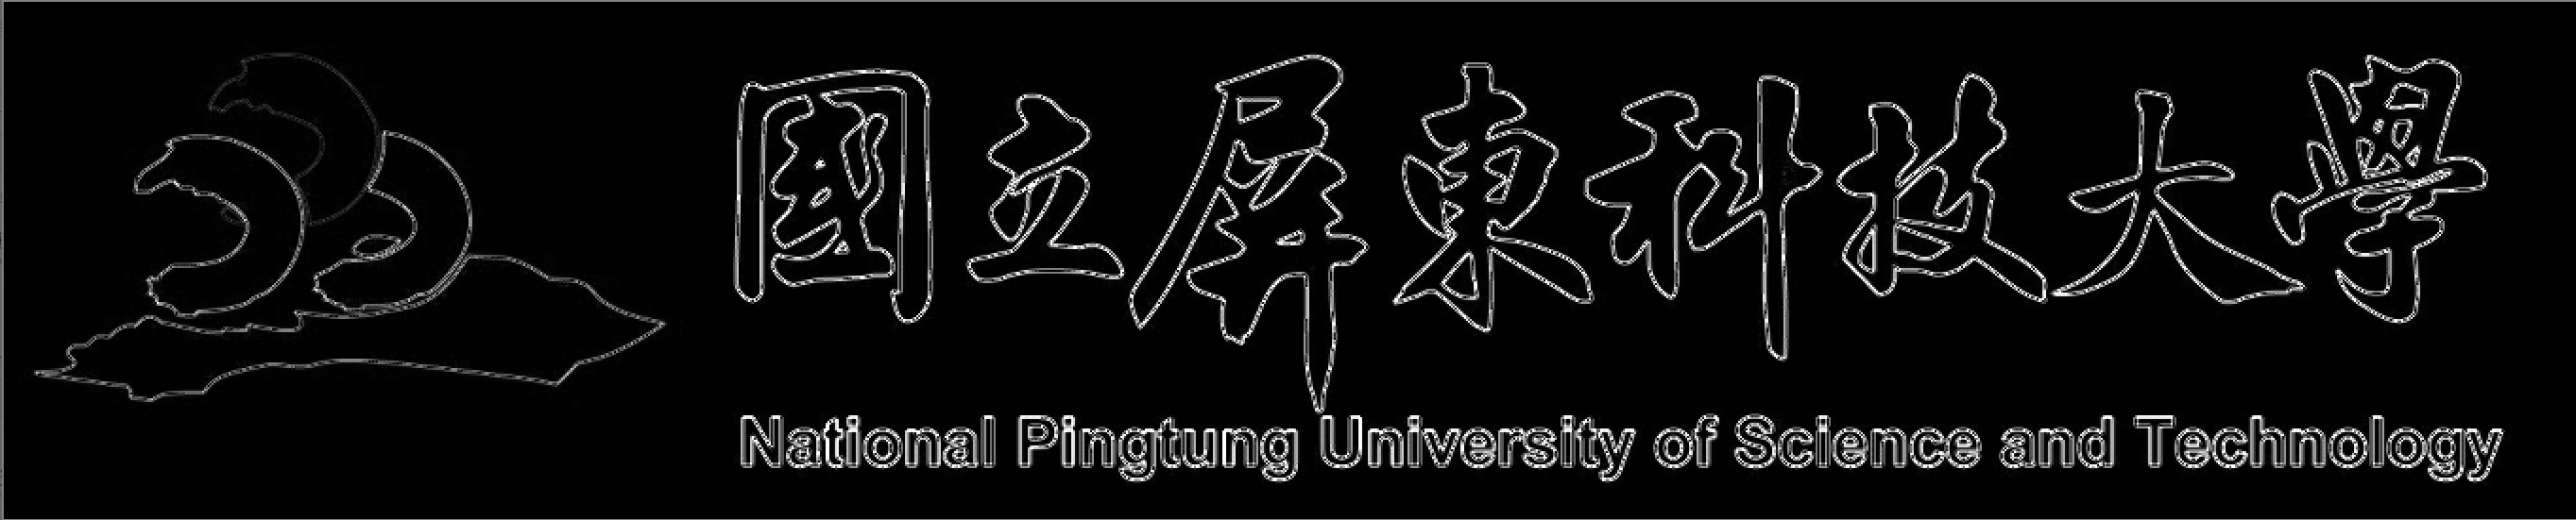 國立屏東科技大學
National Pingtung University of Science and Technology